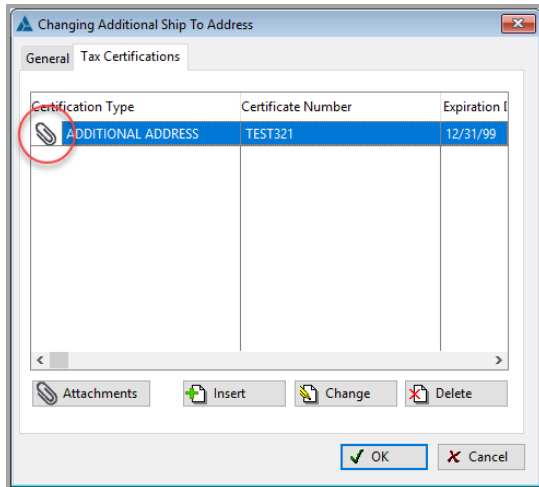 Changing Additional Ship To Address
General Tax Certifications
Certification Type Certificate Number Expiration D
ADDITIONAL ADDRESS TEST321 12/31/99
Attachments Insert Change Delete
OK Cancel